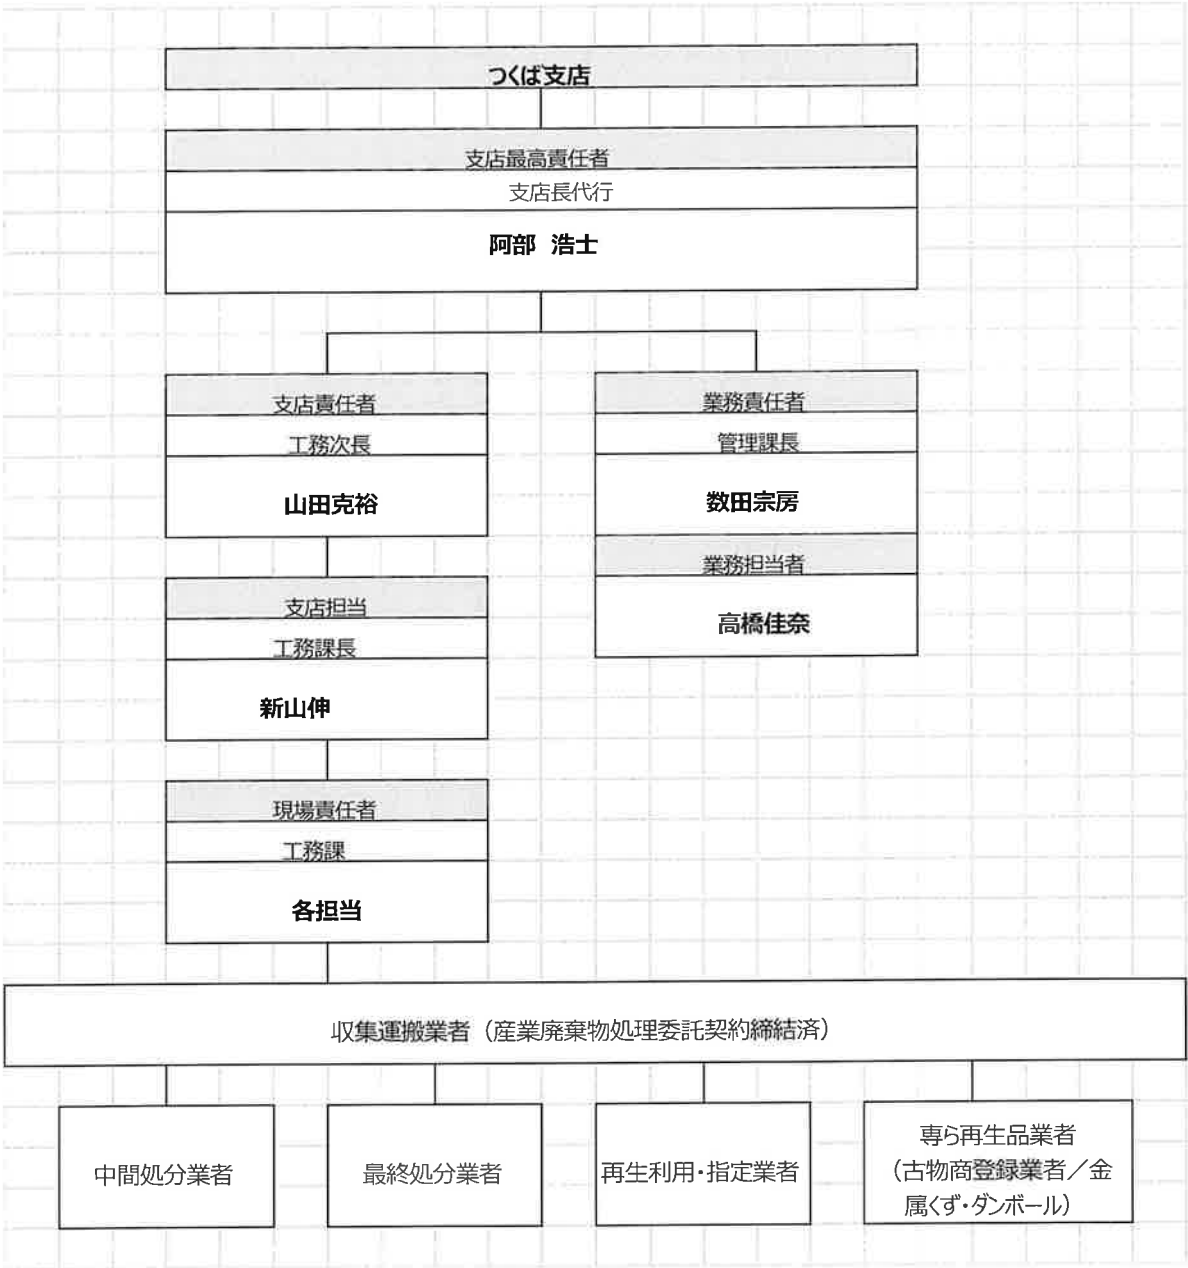 つくば支店
支店最高責任者
支店長代行
阿部　浩士
支店責任者
工務次長
山田克裕
業務責任者
管理課長
数田宗房
業務担当者
高橋佳奈
支店担当
工務課長
新山伸
現場責任者
工務課
各担当
収集運搬業者（産業廃棄物処理委託契約締結済）
中間処分業者
最終処分業者
再生利用・指定業者
専ら再生品業者
（古物商登録業者／金
属くず・ダンボール）